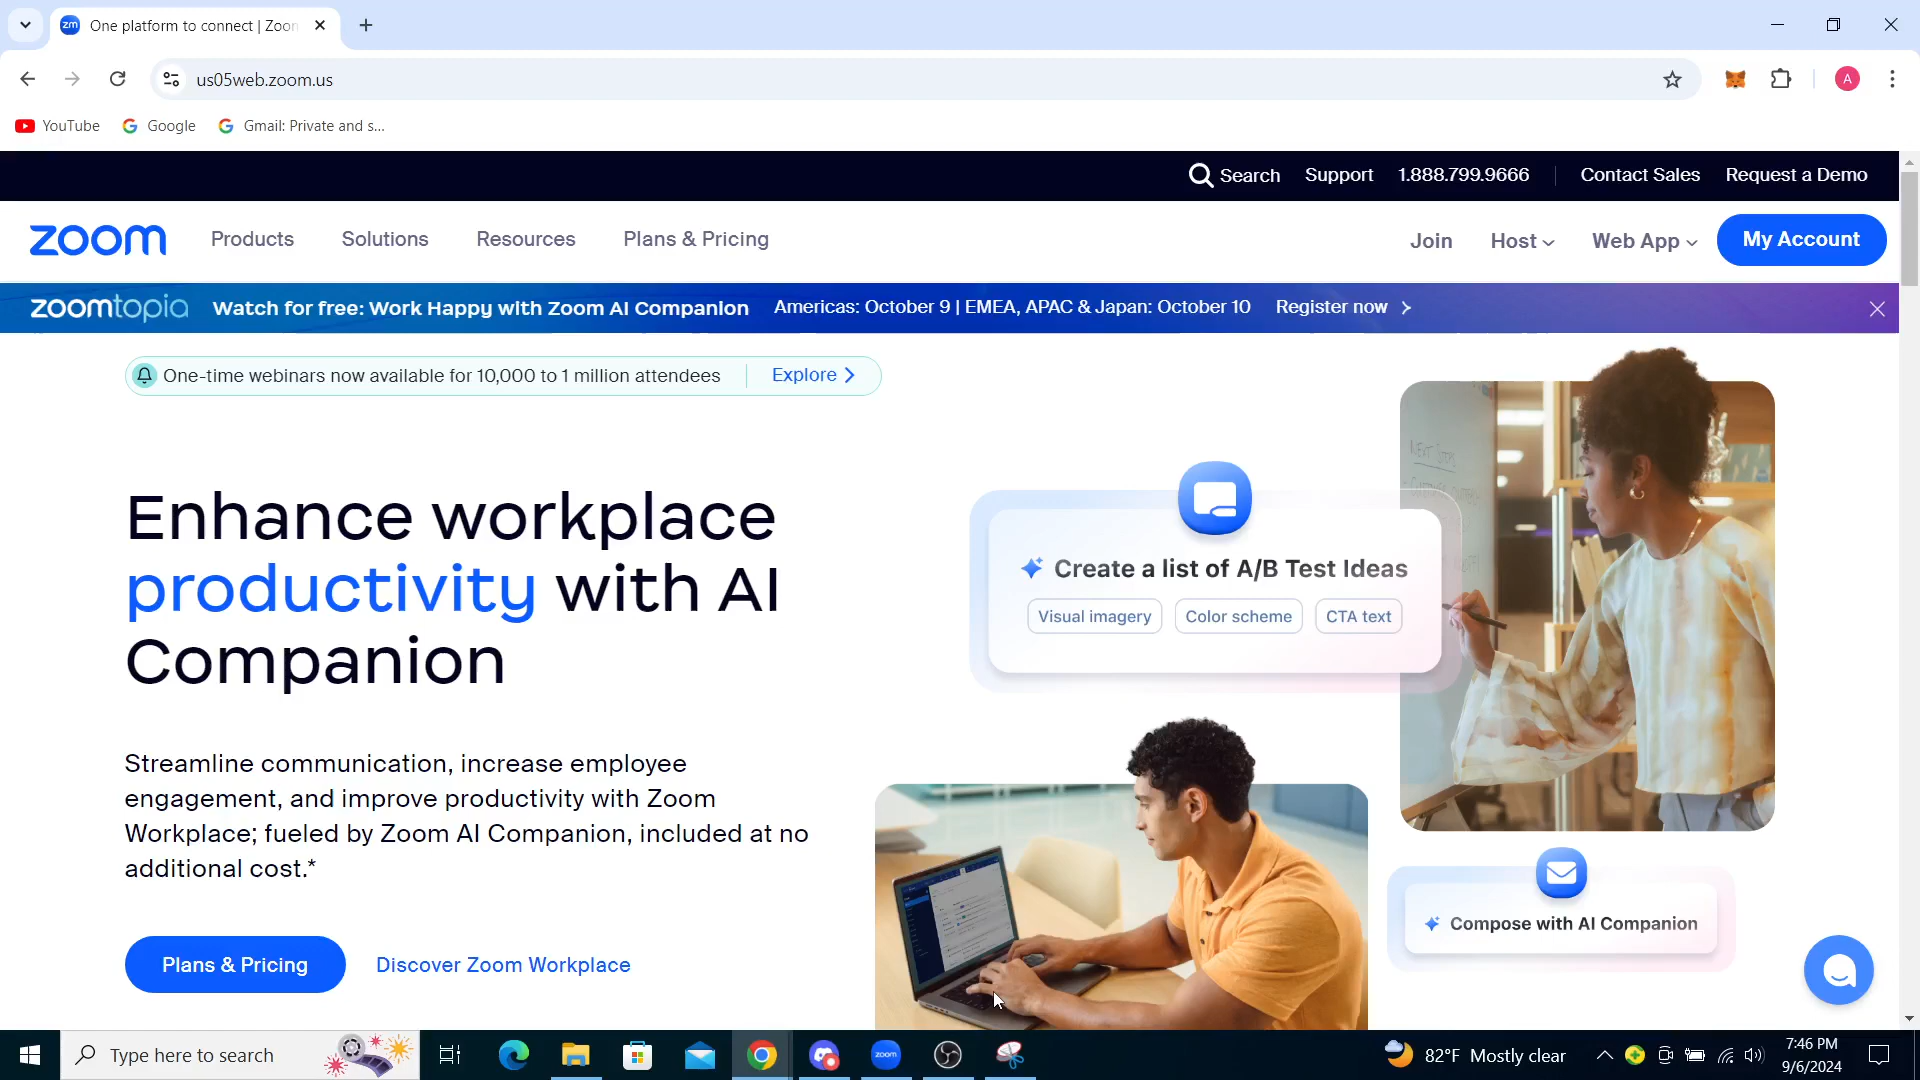 One platform to connect | Zoom
us05web.zoom.us
A
YouTube
Google
Gmail: Private and s...
Search
Support
1.888.799.9666
Contact Sales
Request a Demo
zoom
Products
Solutions
Resources
Plans & Pricing
Join
Host
Web App
My Account
zoomtopia
Watch for free: Work Happy with Zoom AI Companion
Americas: October 9 | EMEA, APAC & Japan: October 10
Register now
One-time webinars now available for 10,000 to 1 million attendees
Explore
Enhance workplace
productivity with AI
Companion
Create a list of A/B Test Ideas
Visual imagery
Color scheme
CTA text
Streamline communication, increase employee
engagement, and improve productivity with Zoom
Workplace; fueled by Zoom AI Companion, included at no
additional cost.*
Compose with AI Companion
Plans & Pricing
Discover Zoom Workplace
Type here to search
zoom
82°F Mostly clear
7:46 PM
9/6/2024